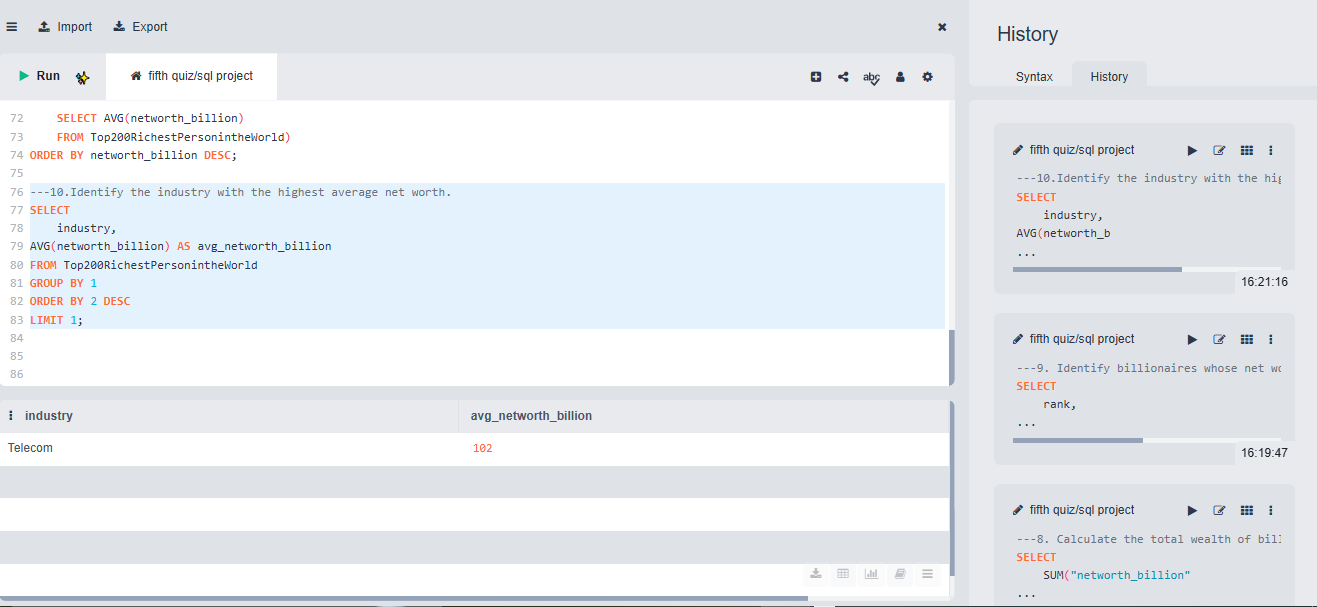 Import Export
Run fifth quiz/sql project abc
72 SELECT AVG(networth_billion)
73 FROM Top200RichestPersonintheWorld)
74 ORDER BY networth_billion DESC;
75
76 ---10.Identify the industry with the highest average net worth.
77 SELECT
78 industry,
79 AVG(networth_billion) AS avg_networth_billion
80 FROM Top200RichestPersonintheWorld
81 GROUP BY 1
82 ORDER BY 2 DESC
83 LIMIT 1;
84
85
86
industry avg_networth_billion
Telecom 102
History
Syntax History
fifth quiz/sql project
---10.Identify the industry with the hig
SELECT
industry,
AVG(networth_b
...
16:21:16
fifth quiz/sql project
---9. Identify billionaires whose net wo
SELECT
rank,
...
16:19:47
fifth quiz/sql project
---8. Calculate the total wealth of bill
SELECT
SUM("networth_billion"
...